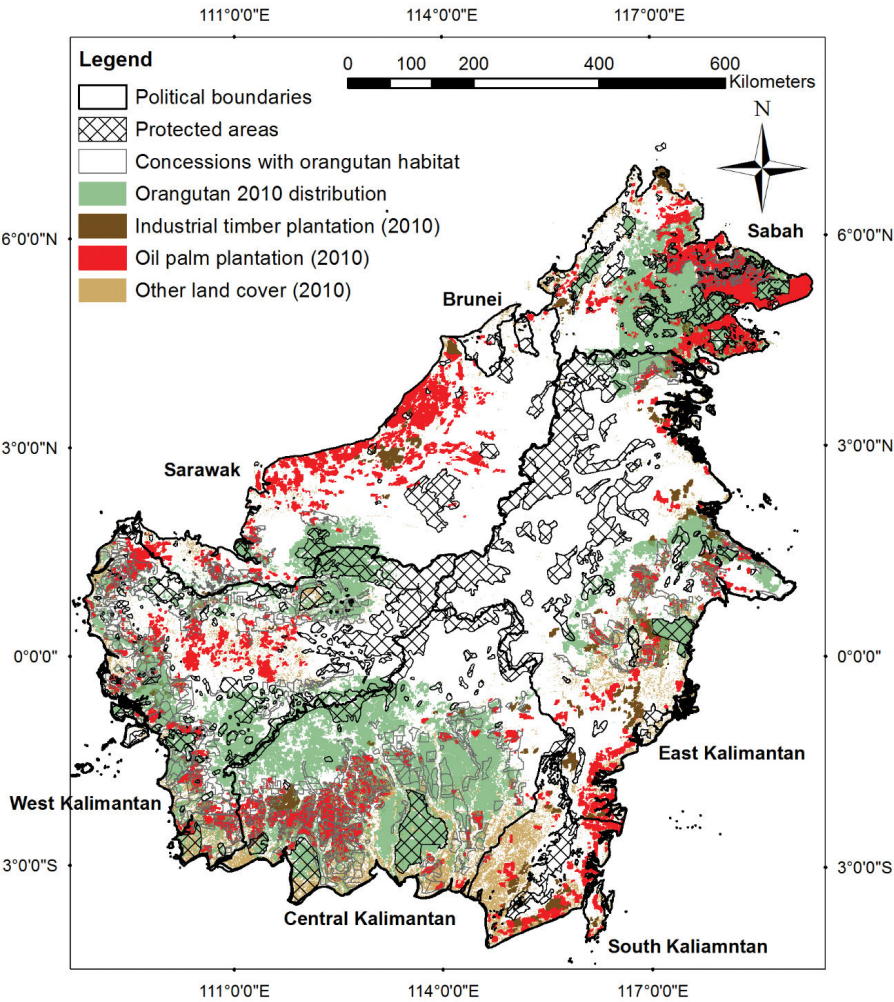 111°0'0"E 114°0'0"E 117°0'0"E
Legend
Political boundaries
Protected areas
Concessions with orangutan habitat
Orangutan 2010 distribution
Industrial timber plantation (2010)
Oil palm plantation (2010)
Other land cover (2010)
0 100 200 400 600
Kilometers
N
6°0'0"N 6°0'0"N
Sabah
Brunei
3°0'0"N 3°0'0"N
Sarawak
0°0'0" 0°0'0"
East Kalimantan
West Kalimantan
3°0'0"S 3°0'0"S
Central Kalimantan
South Kaliamntan
111°0'0"E 114°0'0"E 117°0'0"E